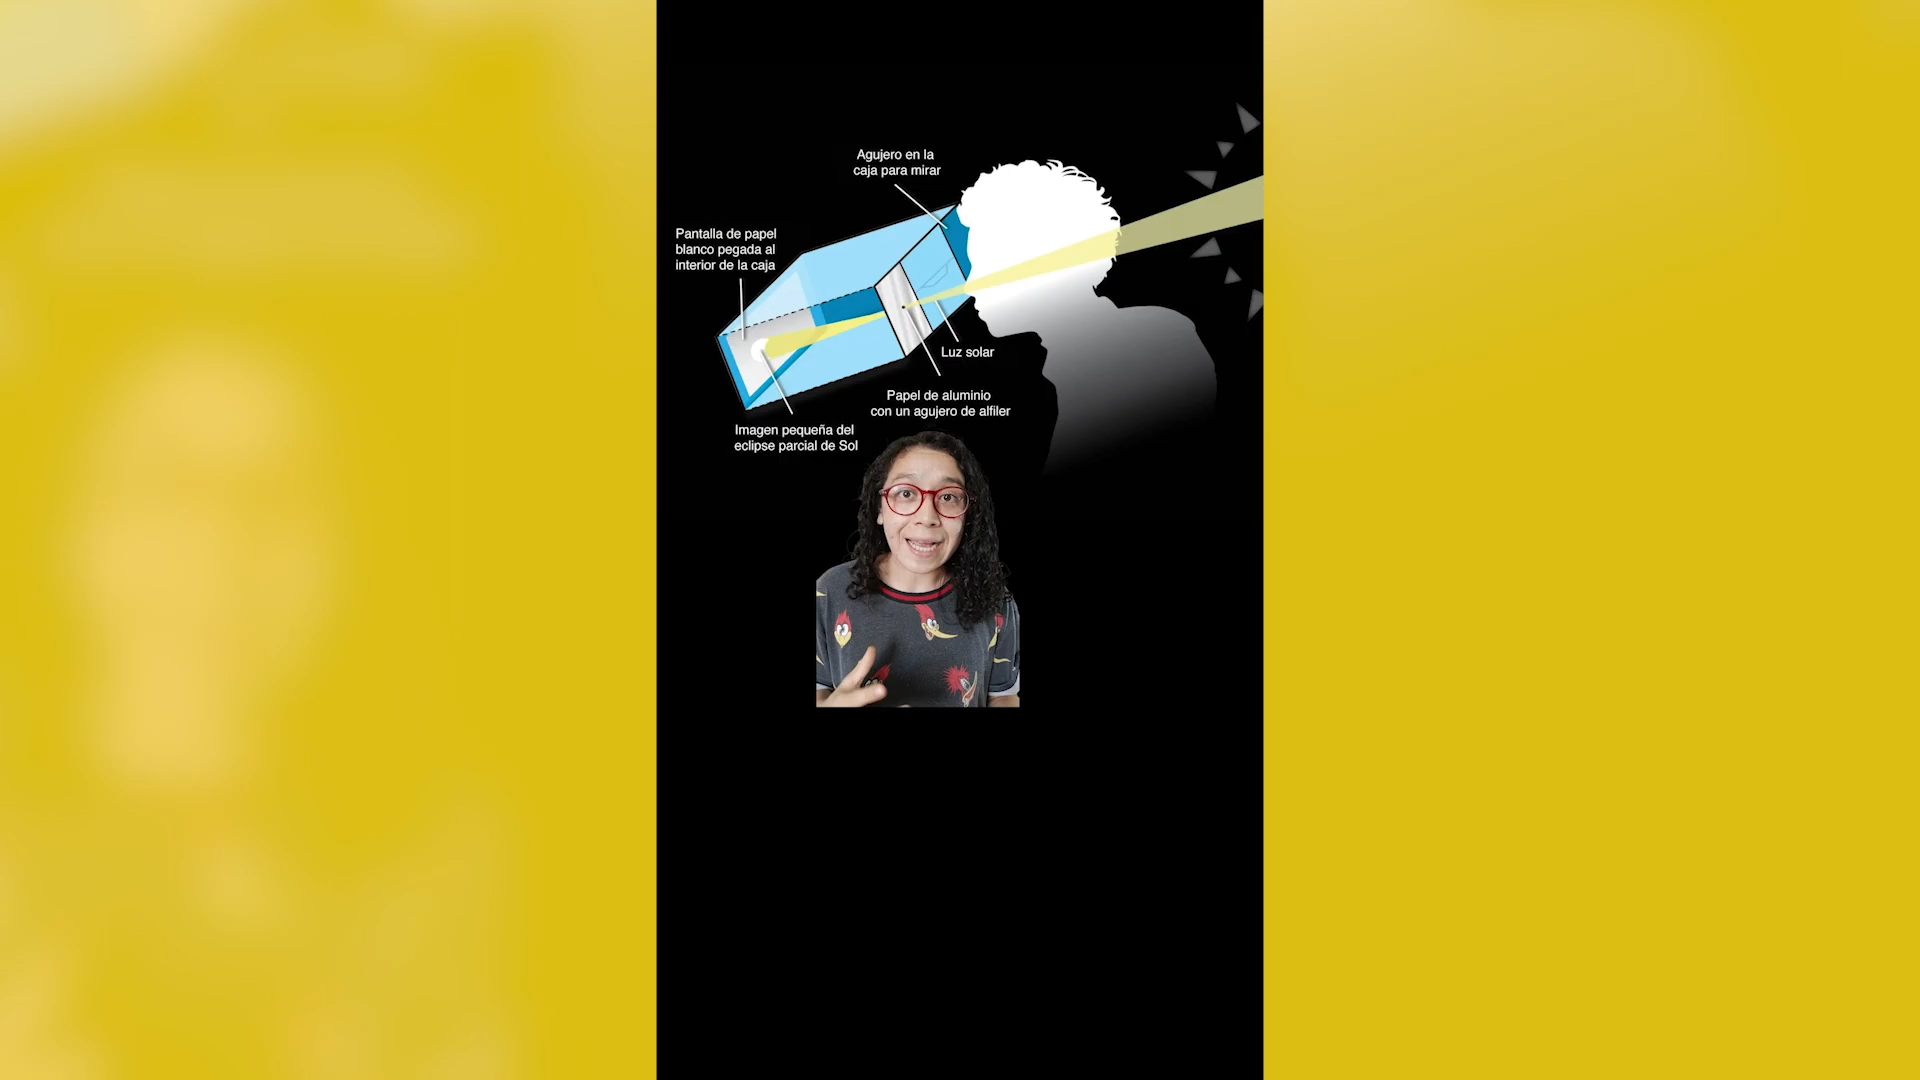 Agujero en la
caja para mirar
Pantalla de papel
blanco pegada al
interior de la caja
Luz solar
Papel de aluminio
con un agujero de alfiler
Imagen pequeña del
eclipse parcial de Sol